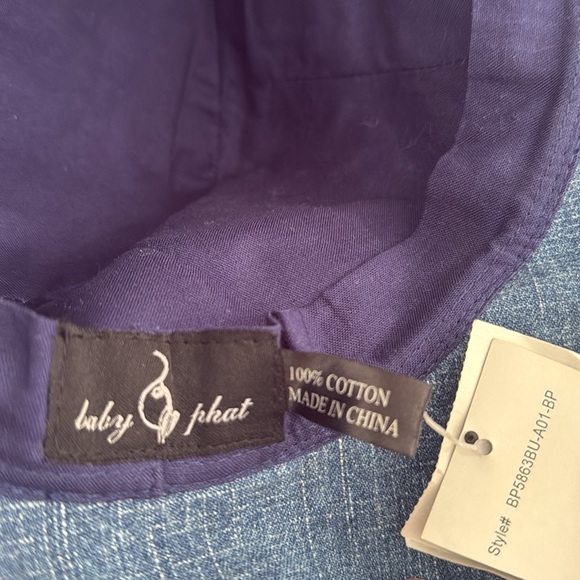 baby phat
100% COTTON
MADE IN CHINA
Style# BP5863BU-A01-BP